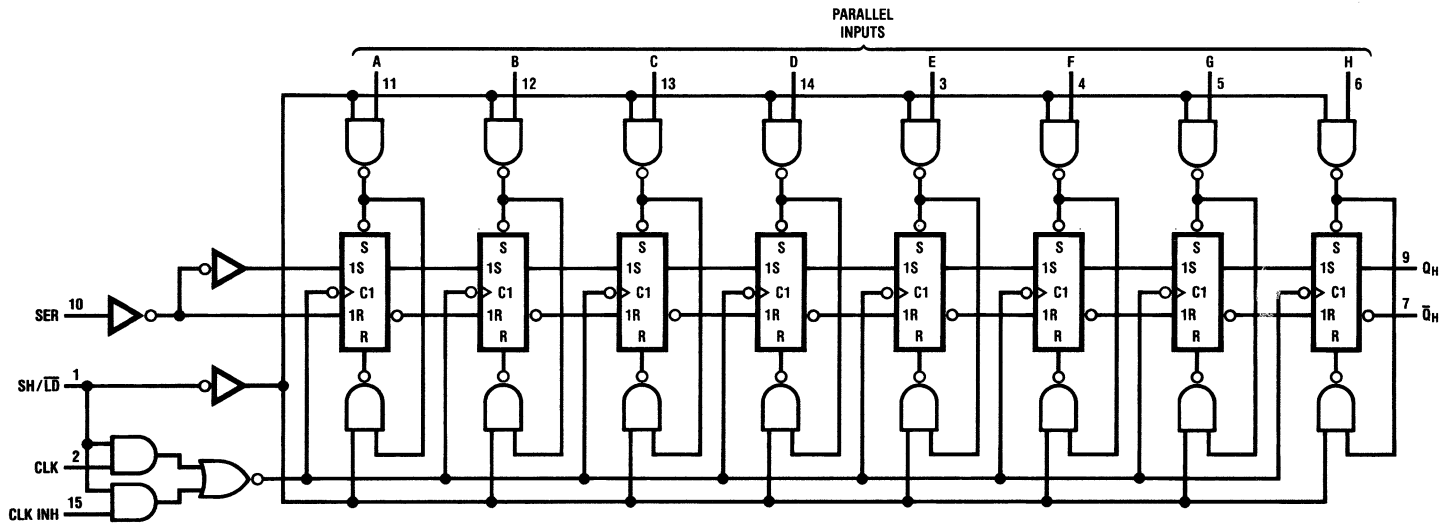 PARALLEL
INPUTS
A B C D E F G H
11 12 13 14 3 4 5 6
S S S S S S S S
1S 1S 1S 1S 1S 1S 1S 1S 9 Q_H
C1 C1 C1 C1 C1 C1 C1 C1
SER 10 1R 1R 1R 1R 1R 1R 1R 1R 7 Q̅_H
R R R R R R R R
SH/L̅D̅ 1
CLK 2
CLK INH 15